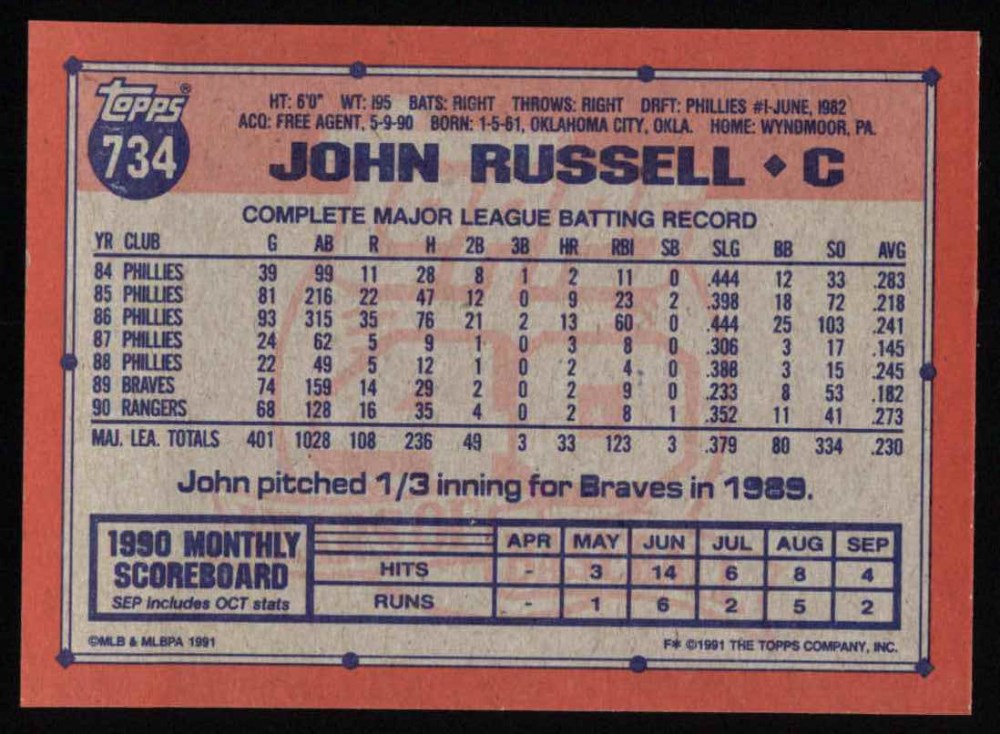 topps®
734
HT: 6'0" WT: 195 BATS: RIGHT THROWS: RIGHT DRFT: PHILLIES #1-JUNE, 1982
ACQ: FREE AGENT, 5-9-90 BORN: 1-5-61, OKLAHOMA CITY, OKLA. HOME: WYNDMOOR, PA.
JOHN RUSSELL ◆ C
COMPLETE MAJOR LEAGUE BATTING RECORD
YR CLUB G AB R H 2B 3B HR RBI SB SLG BB SO AVG
84 PHILLIES 39 99 11 28 8 1 2 11 0 .444 12 33 .283
85 PHILLIES 81 216 22 47 12 0 9 23 2 .398 18 72 .218
86 PHILLIES 93 315 35 76 21 2 13 60 0 .444 25 103 .241
87 PHILLIES 24 62 5 9 1 0 3 8 0 .306 3 17 .145
88 PHILLIES 22 49 5 12 1 0 2 4 0 .388 3 15 .245
89 BRAVES 74 159 14 29 2 0 2 9 0 .233 8 53 .182
90 RANGERS 68 128 16 35 4 0 2 8 1 .352 11 41 .273
MAJ. LEA. TOTALS 401 1028 108 236 49 3 33 123 3 .379 80 334 .230
John pitched 1/3 inning for Braves in 1989.
1990 MONTHLY
SCOREBOARD
SEP includes OCT stats
APR MAY JUN JUL AUG SEP
HITS - 3 14 6 8 4
RUNS - 1 6 2 5 2
©MLB & MLBPA 1991
F* ©1991 THE TOPPS COMPANY, INC.